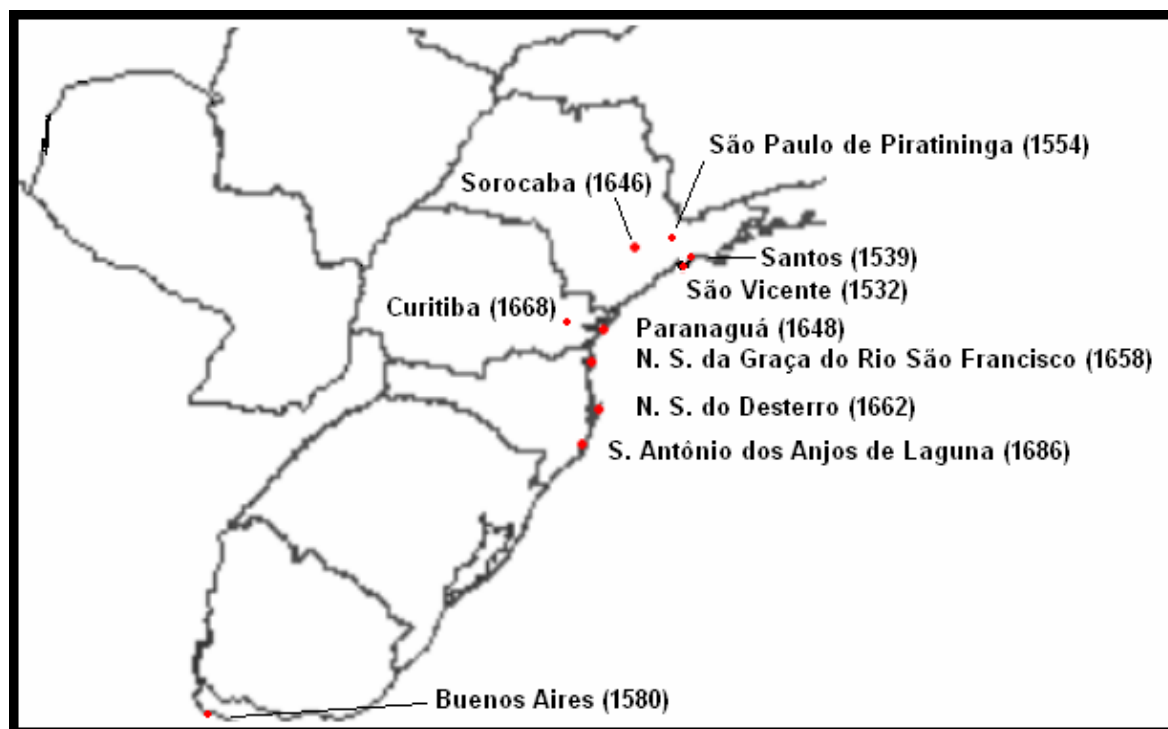 São Paulo de Piratininga (1554)
Sorocaba (1646)
Santos (1539)
São Vicente (1532)
Curitiba (1668)
Paranaguá (1648)
N. S. da Graça do Rio São Francisco (1658)
N. S. do Desterro (1662)
S. Antônio dos Anjos de Laguna (1686)
Buenos Aires (1580)